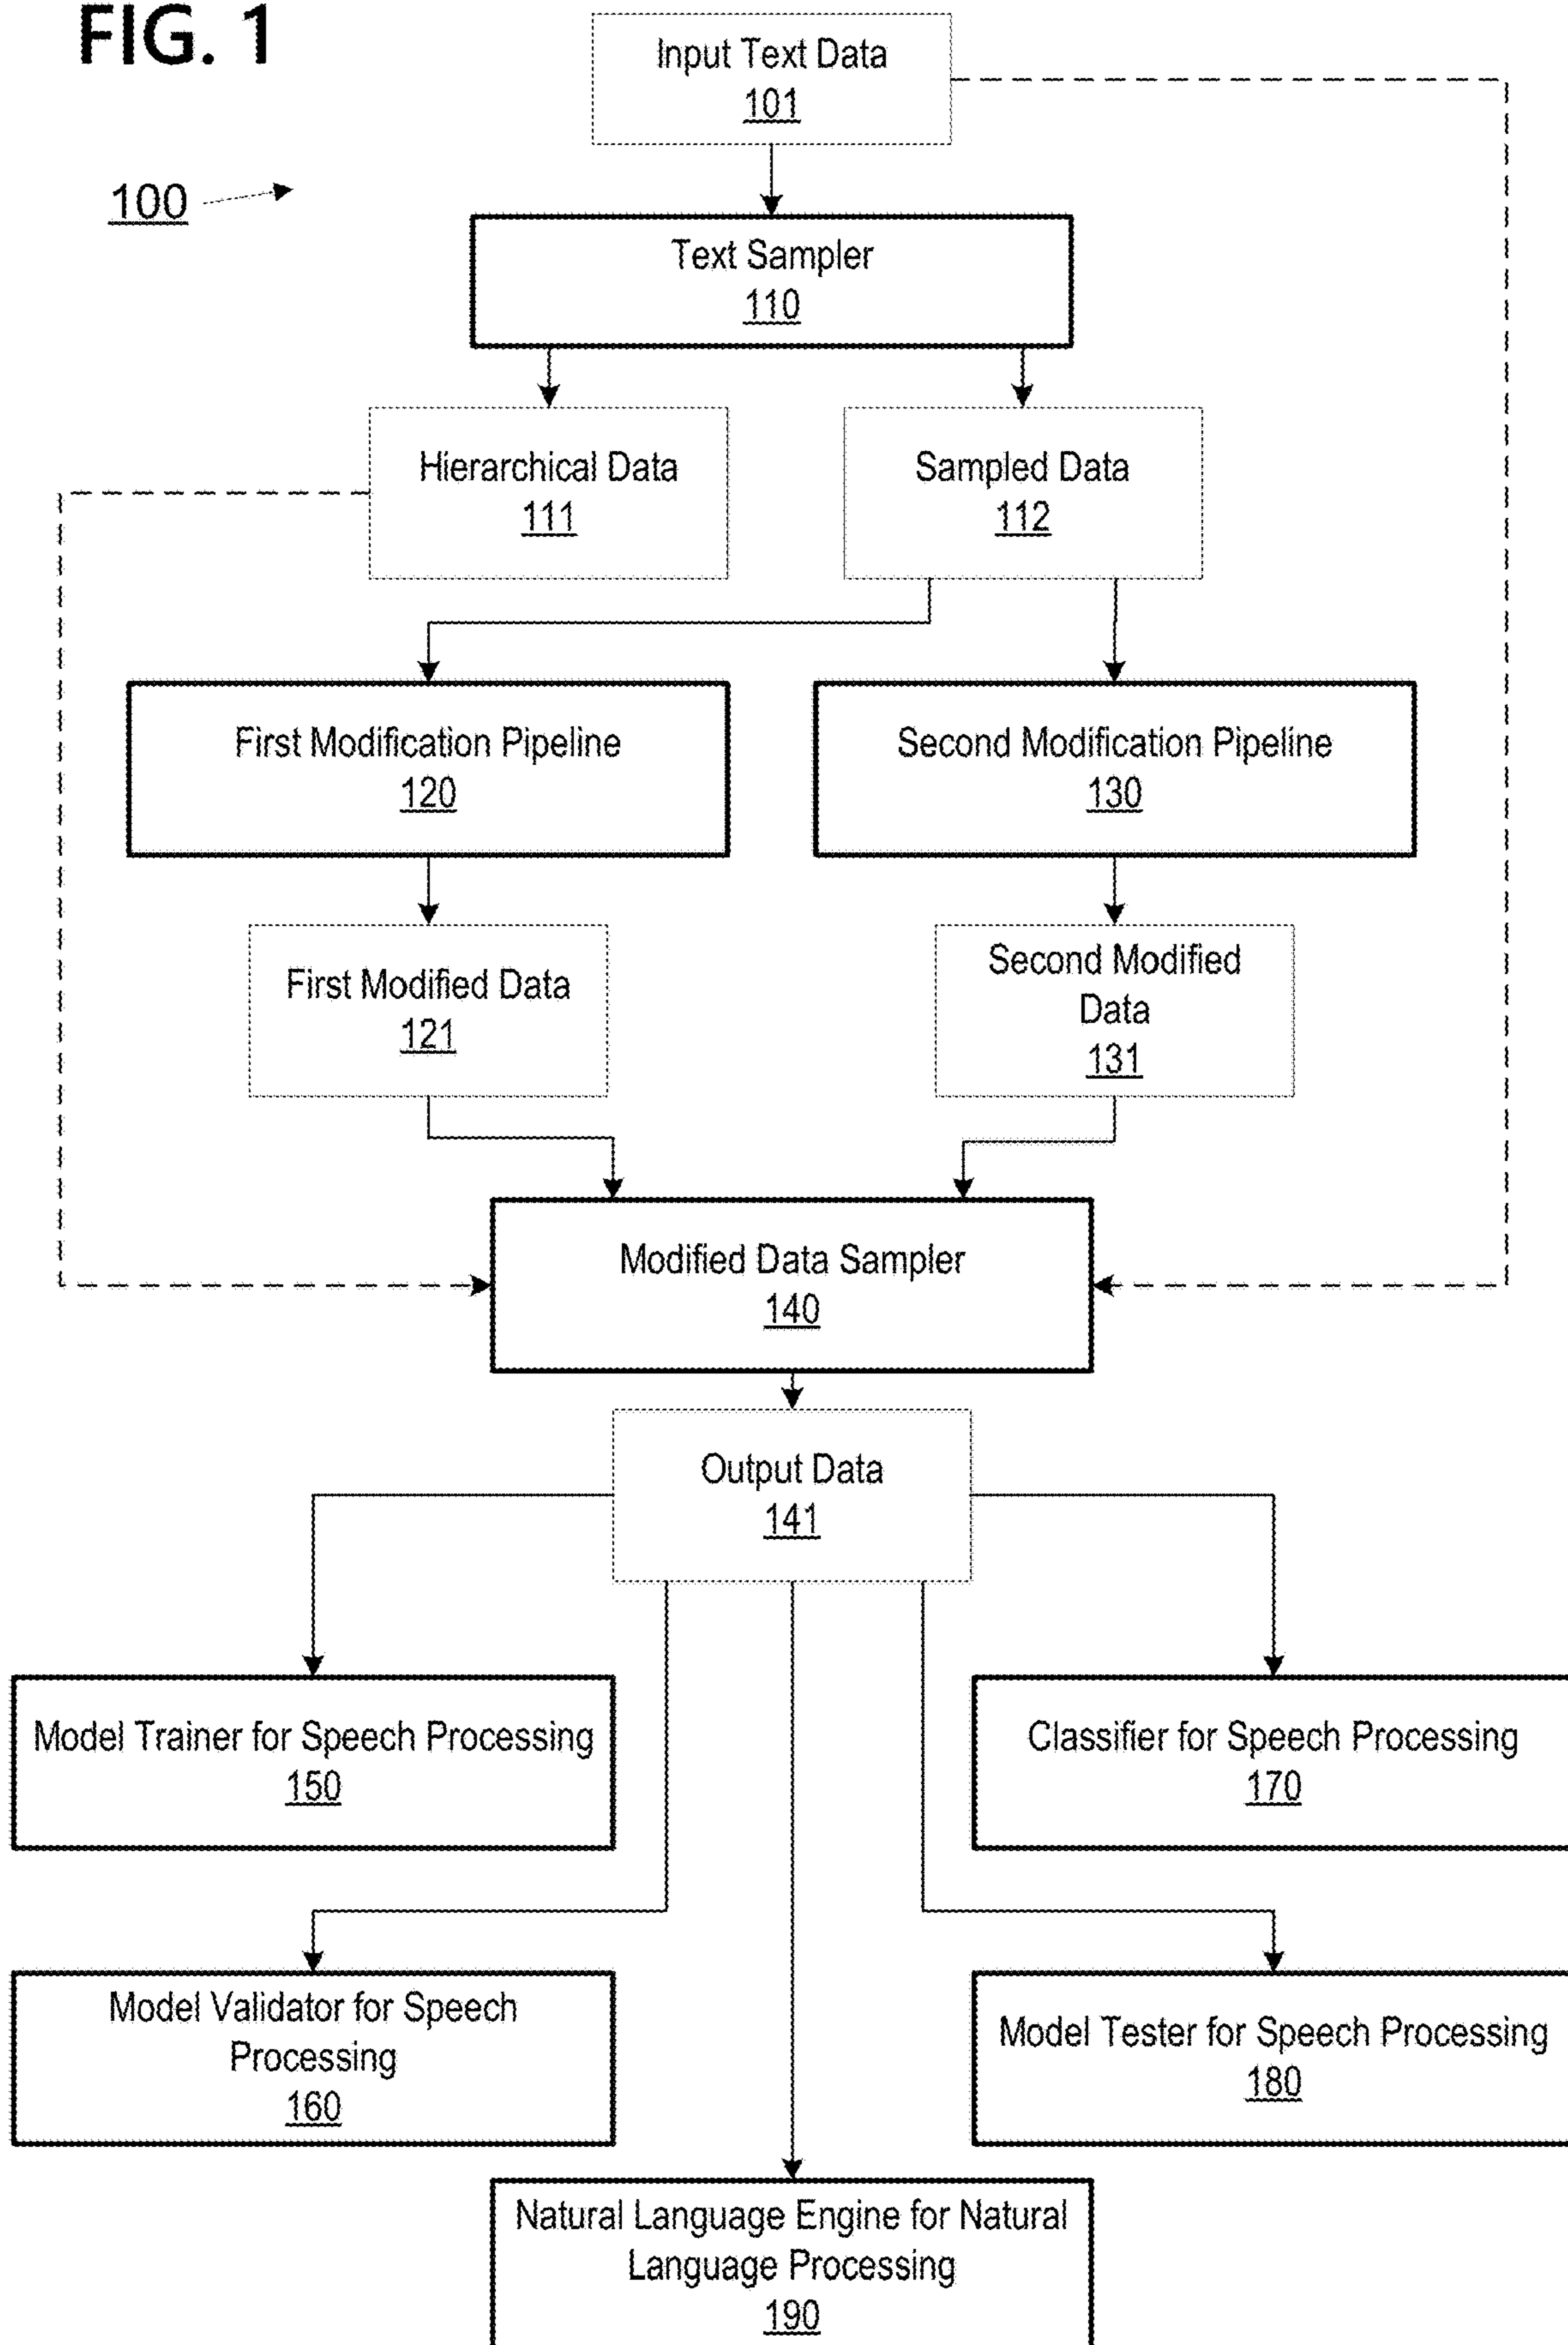 FIG. 1
Input Text Data
101
100
Text Sampler
110
Hierarchical Data
111
Sampled Data
112
First Modification Pipeline
120
Second Modification Pipeline
130
First Modified Data
121
Second Modified
Data
131
Modified Data Sampler
140
Output Data
141
Model Trainer for Speech Processing
150
Classifier for Speech Processing
170
Model Validator for Speech
Processing
160
Model Tester for Speech Processing
180
Natural Language Engine for Natural
Language Processing
190